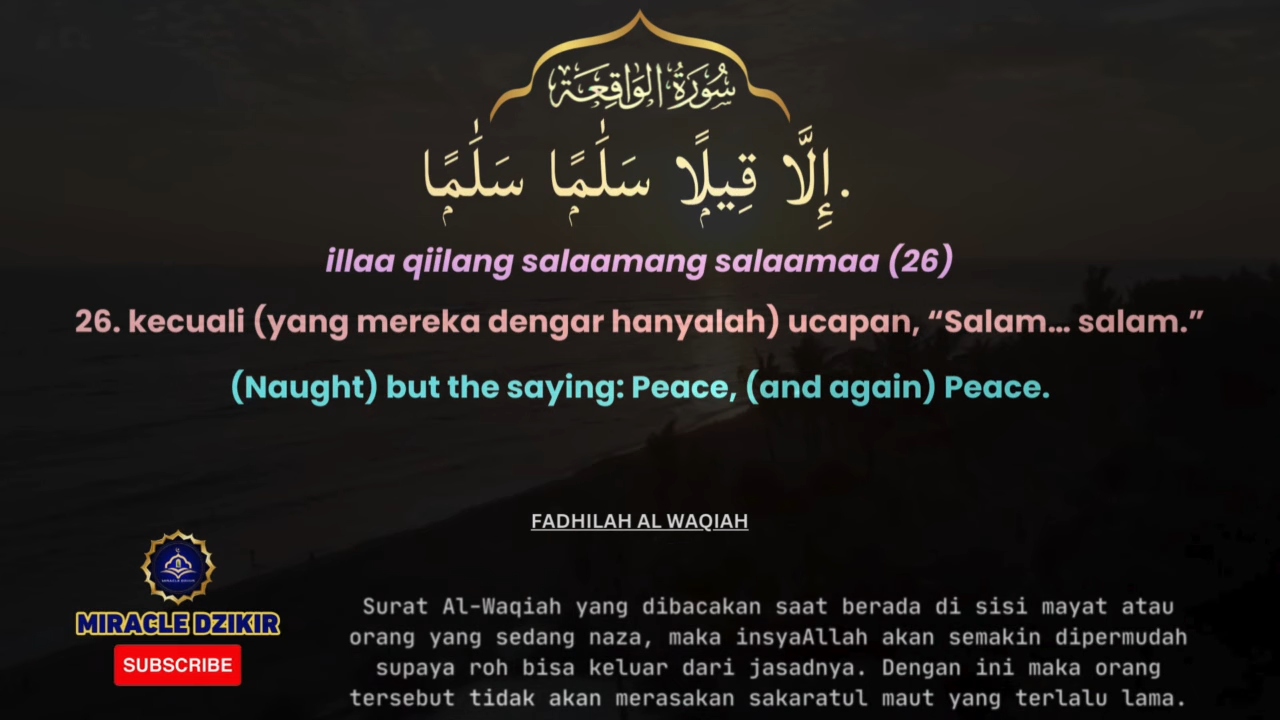 سُورَةُ الوَاقِعَة
إِلَّا قِيلًۭا سَلَٰمًۭا سَلَٰمًۭا.
illaa qiilang salaamang salaamaa (26)
26. kecuali (yang mereka dengar hanyalah) ucapan, “Salam... salam.”
(Naught) but the saying: Peace, (and again) Peace.
FADHILAH AL WAQIAH
MIRACLE DZIKIR
MIRACLE DZIKIR
SUBSCRIBE
Surat Al-Waqiah yang dibacakan saat berada di sisi mayat atau
orang yang sedang naza, maka insyaAllah akan semakin dipermudah
supaya roh bisa keluar dari jasadnya. Dengan ini maka orang
tersebut tidak akan merasakan sakaratul maut yang terlalu lama.